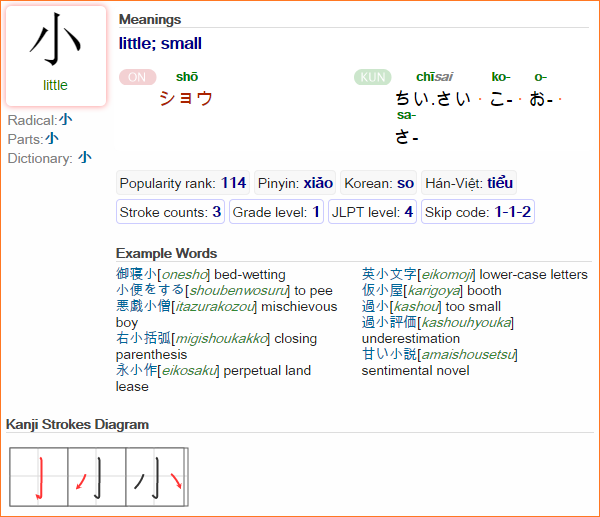 小
little
Radical:小
Parts:小
Dictionary: 小
Meanings
little; small
ON
shō
ショウ
KUN
chīsai ko- o-
ちい.さい · こ- · お- ·
sa-
さ-
Popularity rank: 114 Pinyin: xiǎo Korean: so Hán-Việt: tiểu
Stroke counts: 3 Grade level: 1 JLPT level: 4 Skip code: 1-1-2
Example Words
御寝小[onesho] bed-wetting
小便をする[shoubenwosuru] to pee
悪戯小僧[itazurakozou] mischievous
boy
右小括弧[migishoukakko] closing
parenthesis
永小作[eikosaku] perpetual land
lease
英小文字[eikomoji] lower-case letters
仮小屋[karigoya] booth
過小[kashou] too small
過小評価[kashouhyouka]
underestimation
甘い小説[amaishousetsu]
sentimental novel
Kanji Strokes Diagram